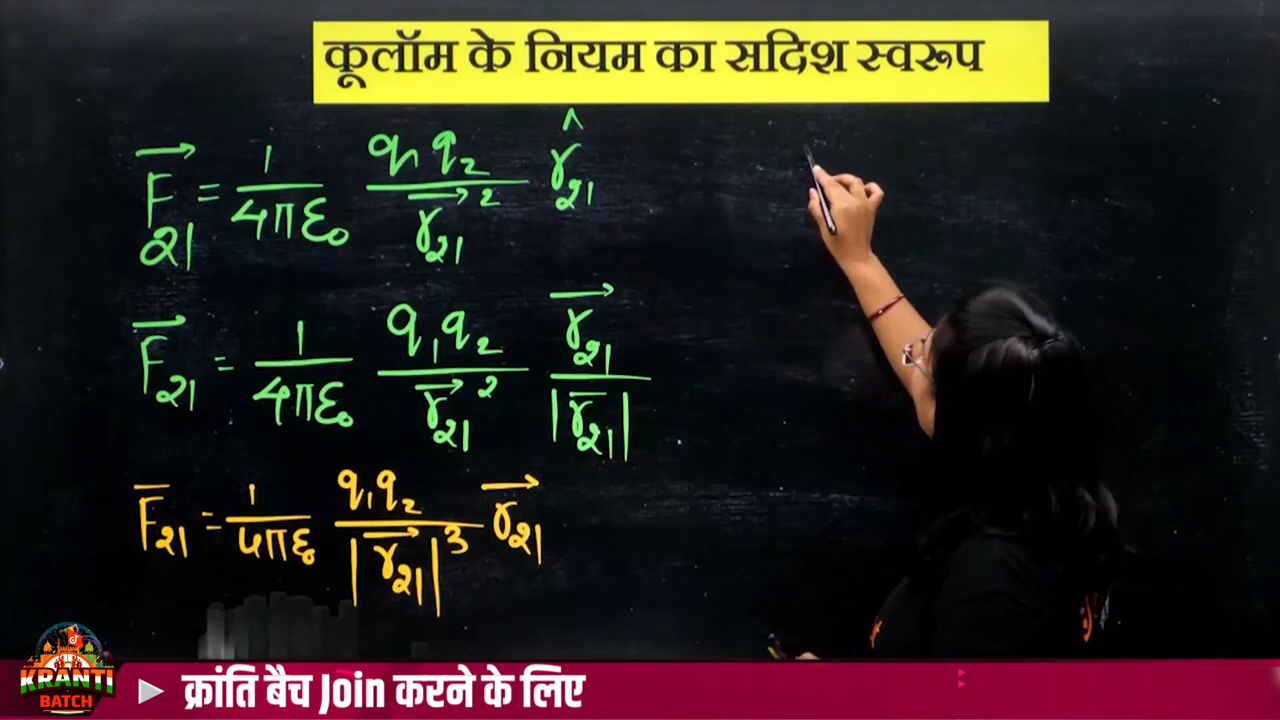 कूलॉम के नियम का सदिश स्वरूप
F⃗₂₁ = 1/4πε₀ q₁q₂/r⃗₂₁² r̂₂₁
F⃗₂₁ = 1/4πε₀ q₁q₂/r⃗₂₁² r⃗₂₁/|r̅₂₁|
F̅₂₁ = 1/4πε₀ q₁q₂/|r⃗₂₁|³ r⃗₂₁
KRANTI
BATCH
क्रांति बैच Join करने के लिए